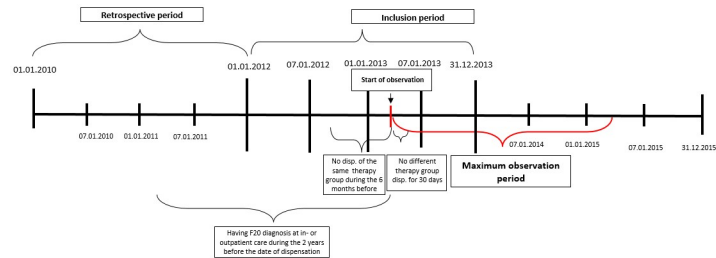 Retrospective period
Inclusion period
01.01.2010
01.01.2012
07.01.2012
01.01.2013
07.01.2013
31.12.2013
Start of observation
07.01.2010
01.01.2011
07.01.2011
07.01.2014
01.01.2015
07.01.2015
31.12.2015
No disp. of the
same therapy
group during the 6
months before
No different
therapy group
disp. for 30 days
Maximum observation
period
Having F20 diagnosis at in- or
outpatient care during the 2 years
before the date of dispensation